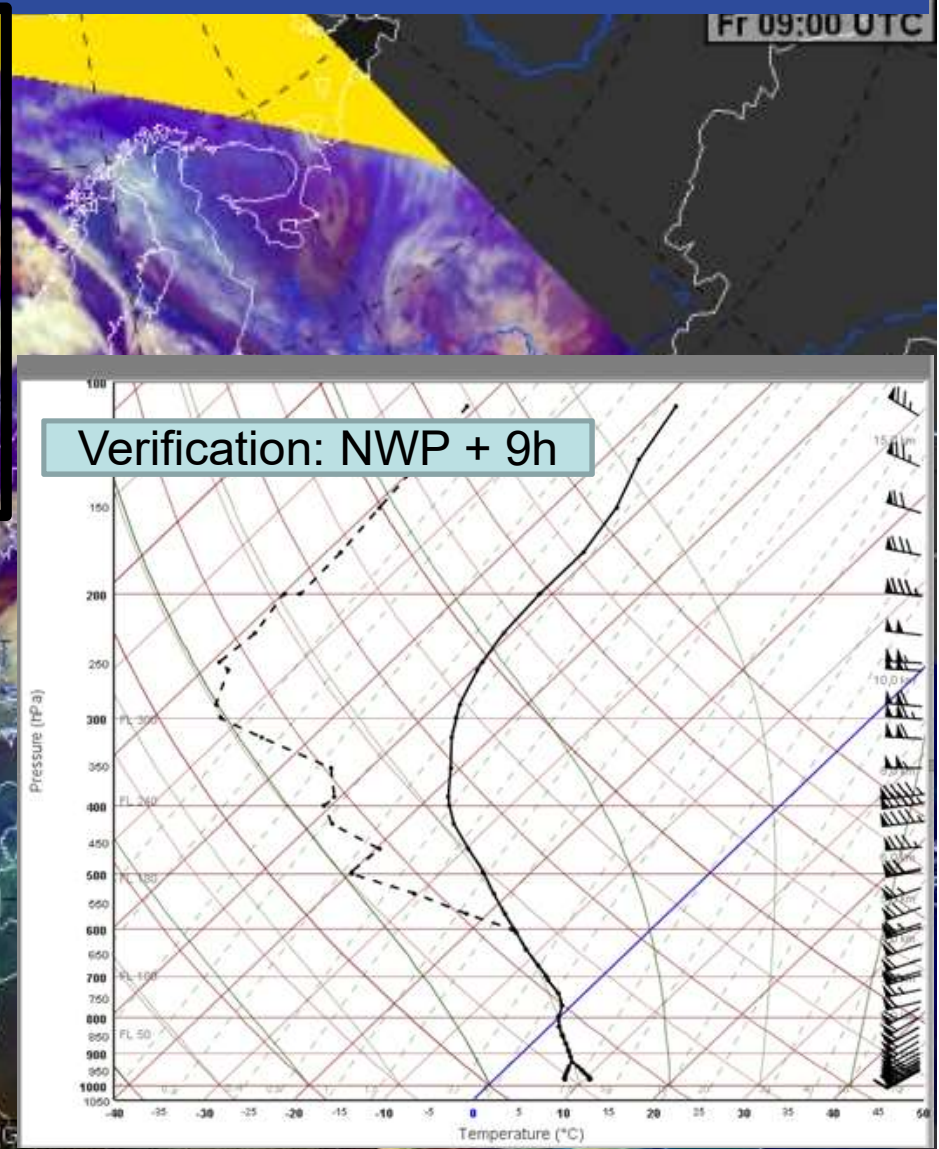 Fr 09:00 UTC
Verification: NWP + 9h
100
150
200
250
300
350
400
450
500
550
600
650
700
750
800
850
900
950
1000
1050
Pressure (hPa)
FL 300
FL 240
FL 180
FL 100
FL 50
15,0 km
10,0 km
-40 -35 -30 -25 -20 -15 -10 -5 0 5 10 15 20 25 30 35 40 45 50
Temperature (°C)